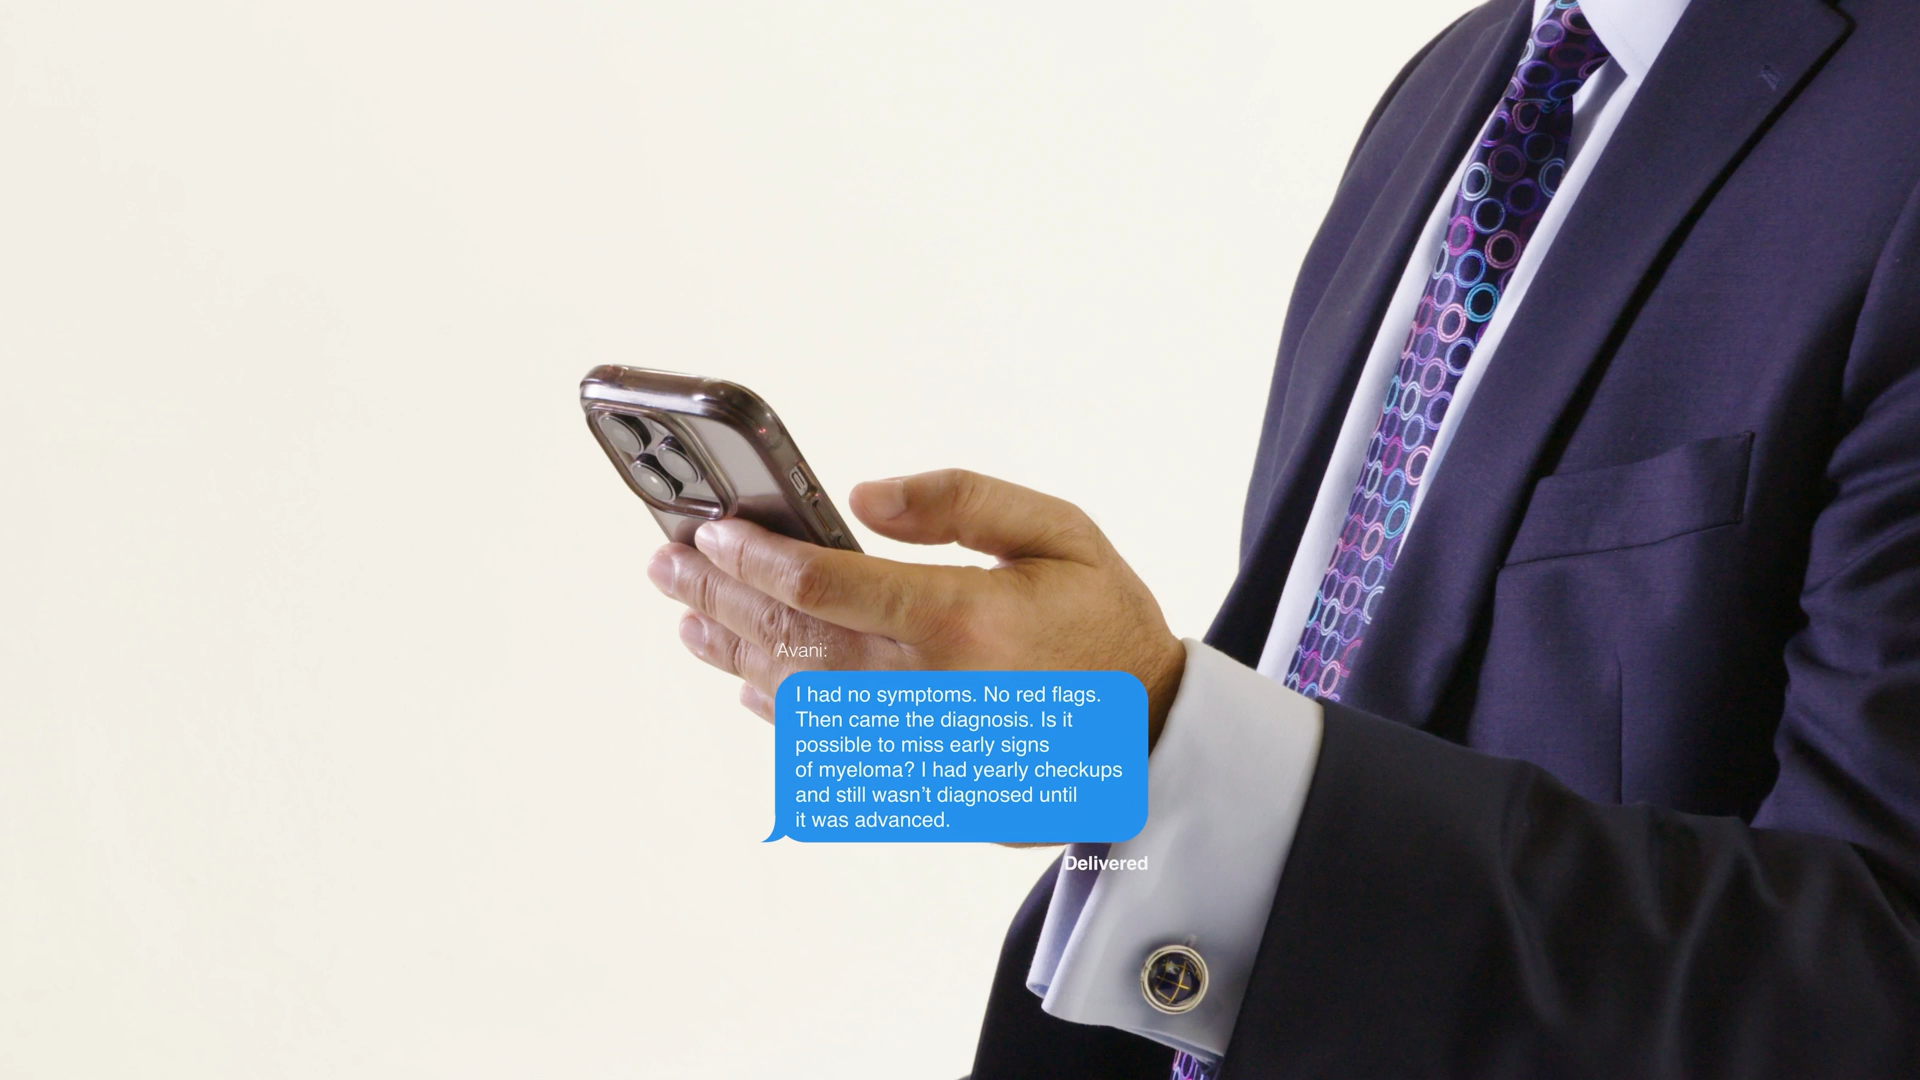 Avani:
I had no symptoms. No red flags.
Then came the diagnosis. Is it
possible to miss early signs
of myeloma? I had yearly checkups
and still wasn’t diagnosed until
it was advanced.
Delivered